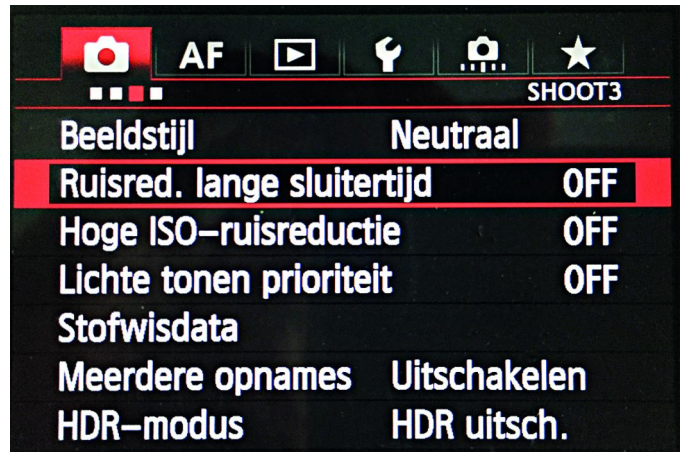 AF
SHOOT3
Beeldstijl Neutraal
Ruisred. lange sluitertijd OFF
Hoge ISO-ruisreductie OFF
Lichte tonen prioriteit OFF
Stofwisdata
Meerdere opnames Uitschakelen
HDR-modus HDR uitsch.